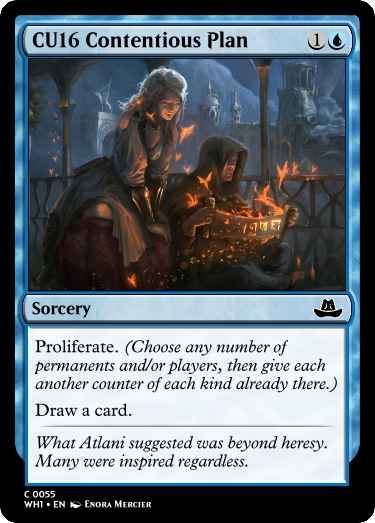 CU16 Contentious Plan 1
Sorcery
Proliferate. (Choose any number of
permanents and/or players, then give each
another counter of each kind already there.)
Draw a card.
What Atlani suggested was beyond heresy.
Many were inspired regardless.
C 0055
WH1 • EN Enora Mercier